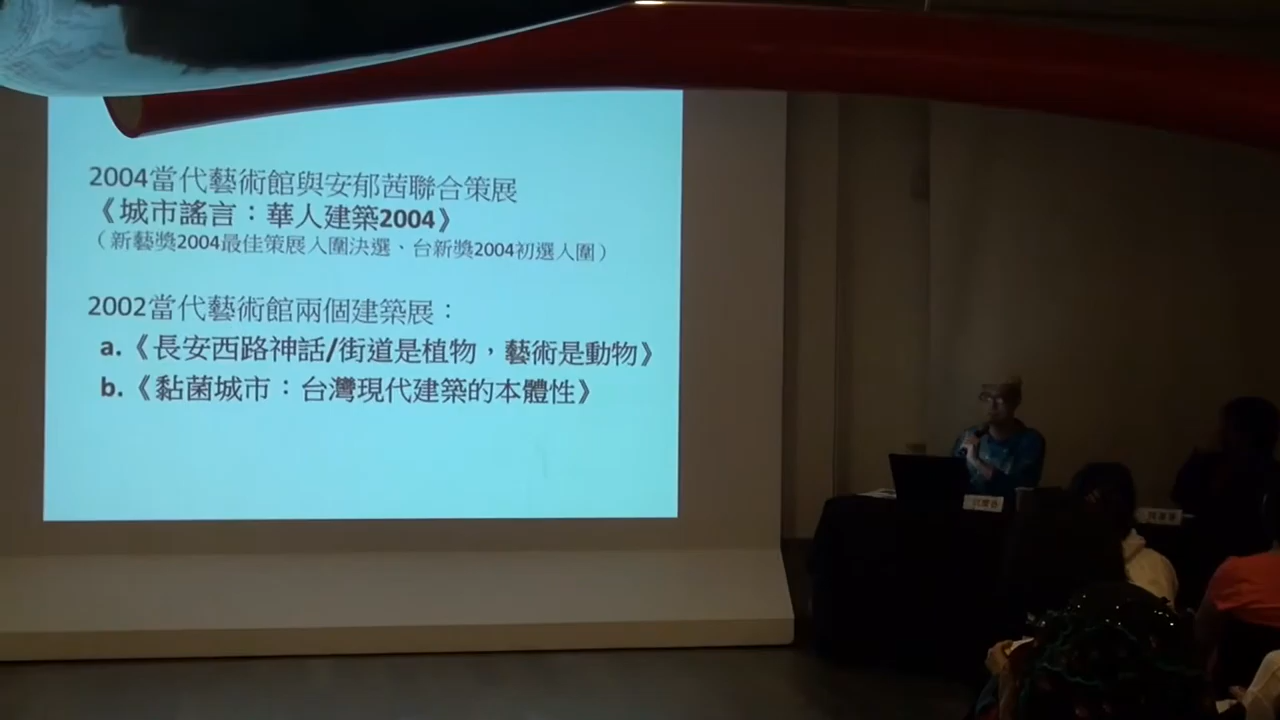 2004當代藝術館與安郁茜聯合策展
《城市謠言：華人建築2004》
（新藝獎2004最佳策展入圍決選、台新獎2004初選入圍）
2002當代藝術館兩個建築展：
a.《長安西路神話/街道是植物，藝術是動物》
b.《黏菌城市：台灣現代建築的本體性》